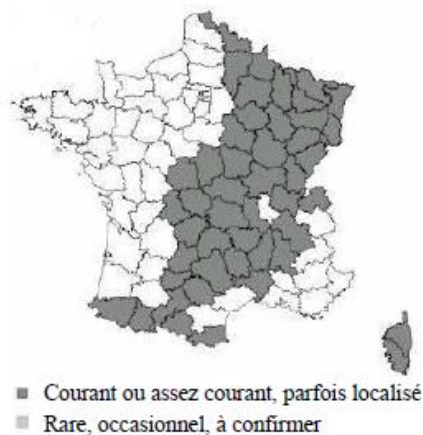 Courant ou assez courant, parfois localisé
Rare, occasionnel, à confirmer